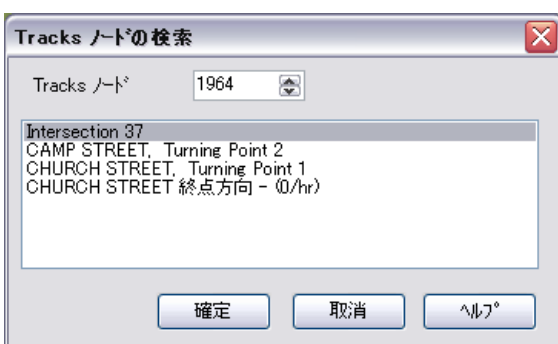 Tracks ノードの検索
Tracks ノード 1964
Intersection 37
CAMP STREET, Turning Point 2
CHURCH STREET, Turning Point 1
CHURCH STREET 終点方向 - (0/hr)
確定 取消 ヘルプ